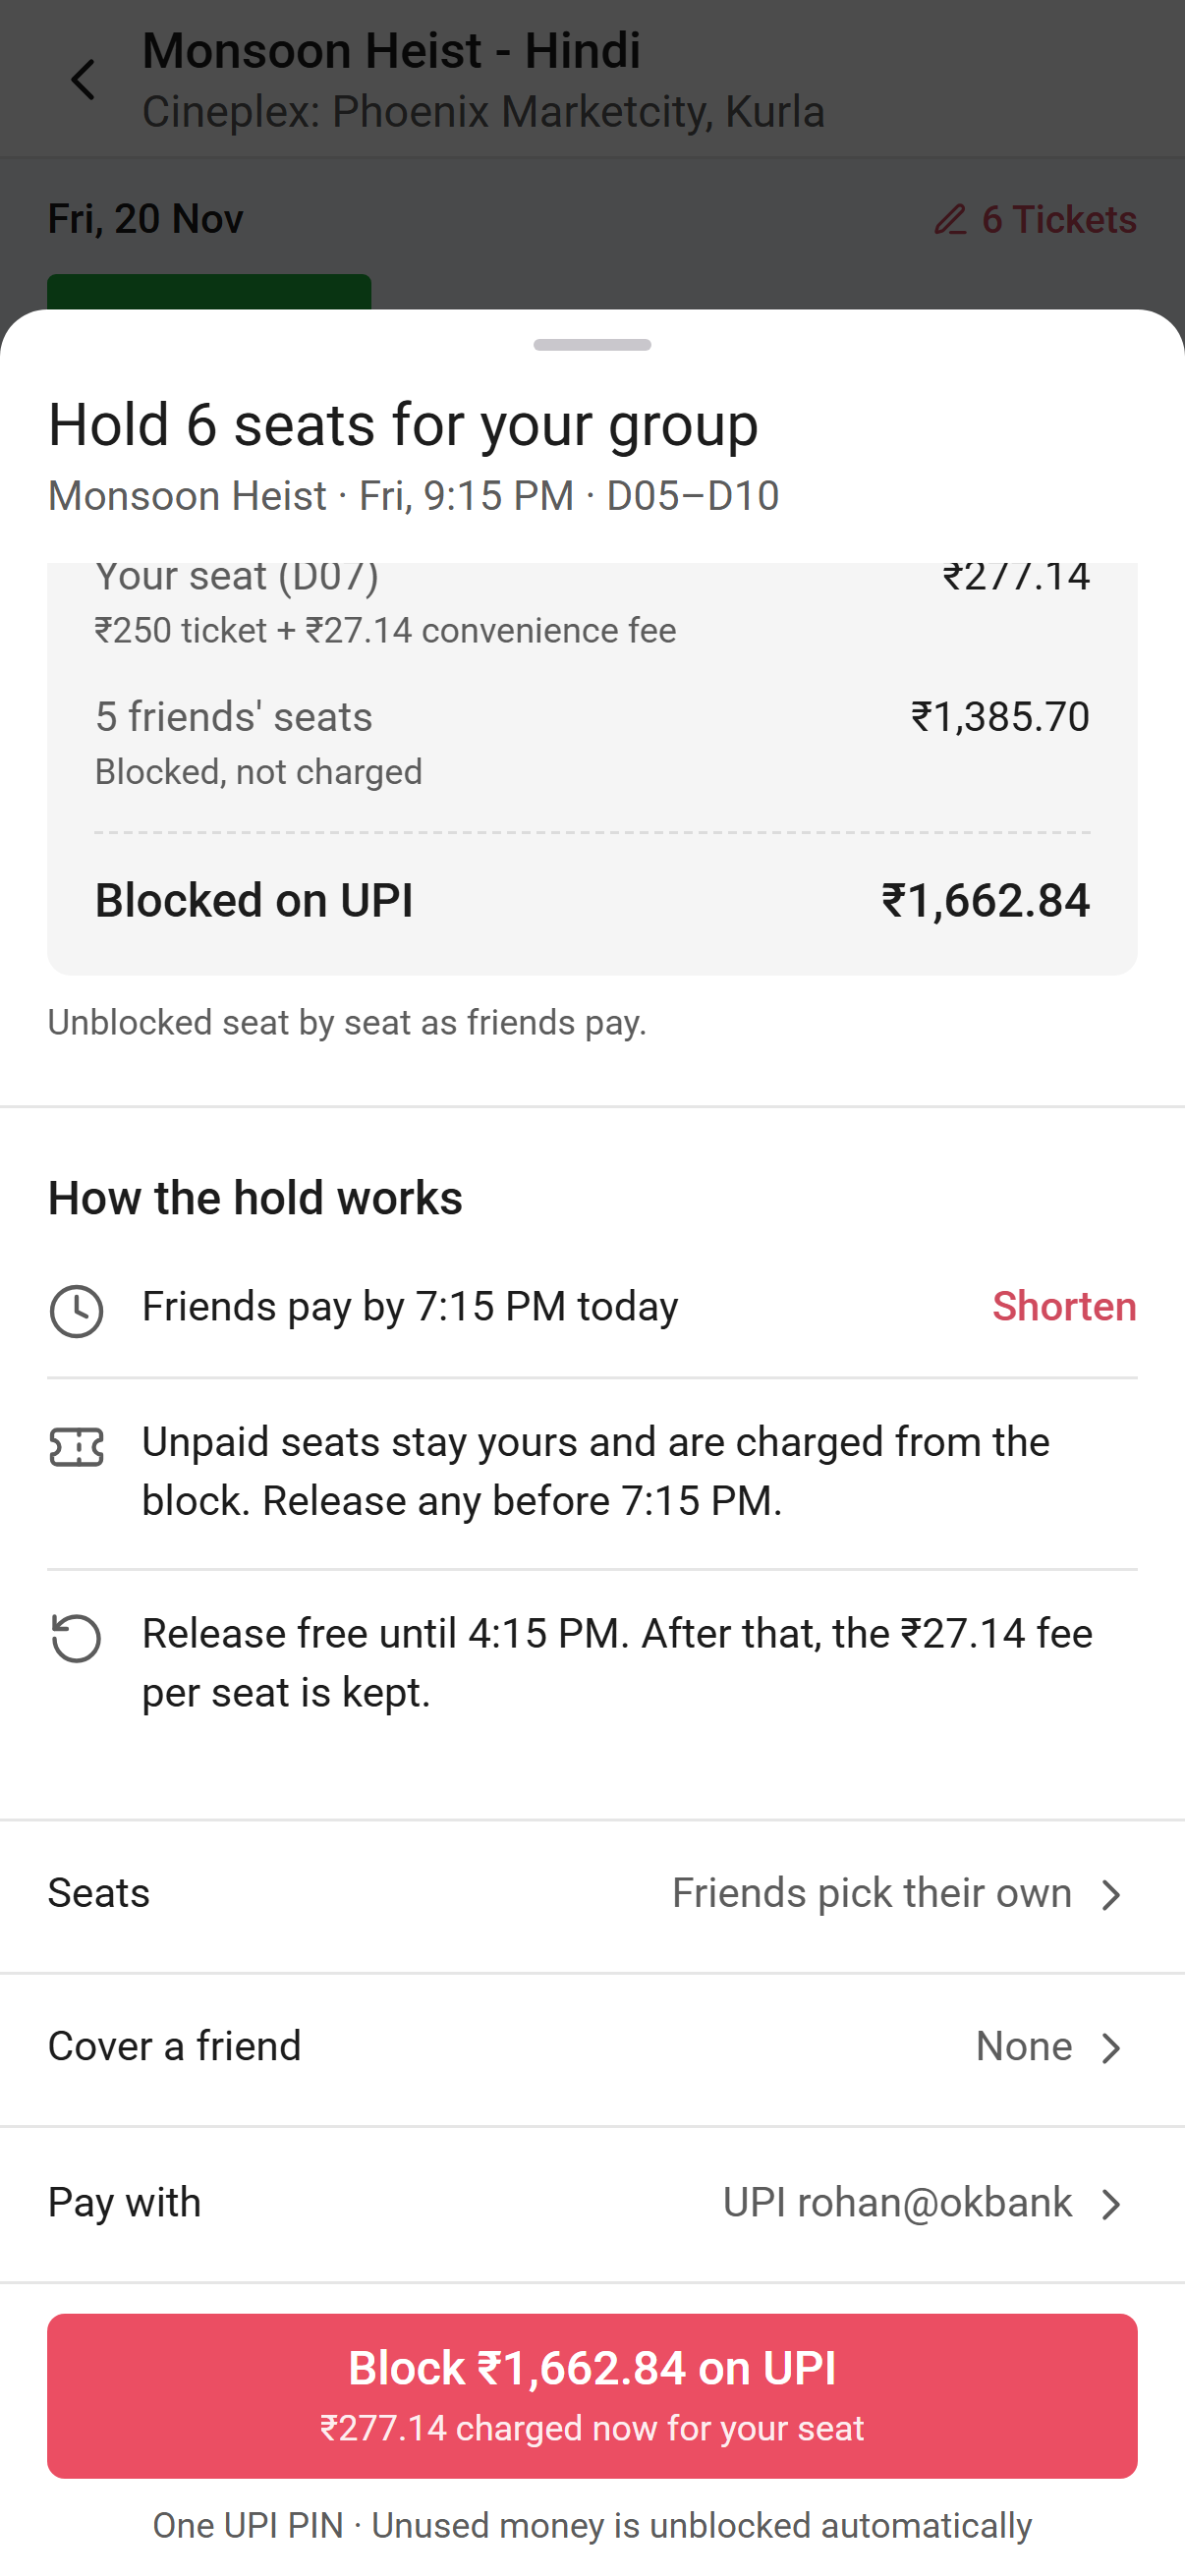 Monsoon Heist - Hindi
Cineplex: Phoenix Marketcity, Kurla
Fri, 20 Nov
6 Tickets
Hold 6 seats for your group
Monsoon Heist · Fri, 9:15 PM · D05–D10
Your seat (D07) ₹277.14
₹250 ticket + ₹27.14 convenience fee
5 friends' seats ₹1,385.70
Blocked, not charged
Blocked on UPI ₹1,662.84
Unblocked seat by seat as friends pay.
How the hold works
Friends pay by 7:15 PM today Shorten
Unpaid seats stay yours and are charged from the
block. Release any before 7:15 PM.
Release free until 4:15 PM. After that, the ₹27.14 fee
per seat is kept.
Seats Friends pick their own
Cover a friend None
Pay with UPI rohan@okbank
Block ₹1,662.84 on UPI
₹277.14 charged now for your seat
One UPI PIN · Unused money is unblocked automatically